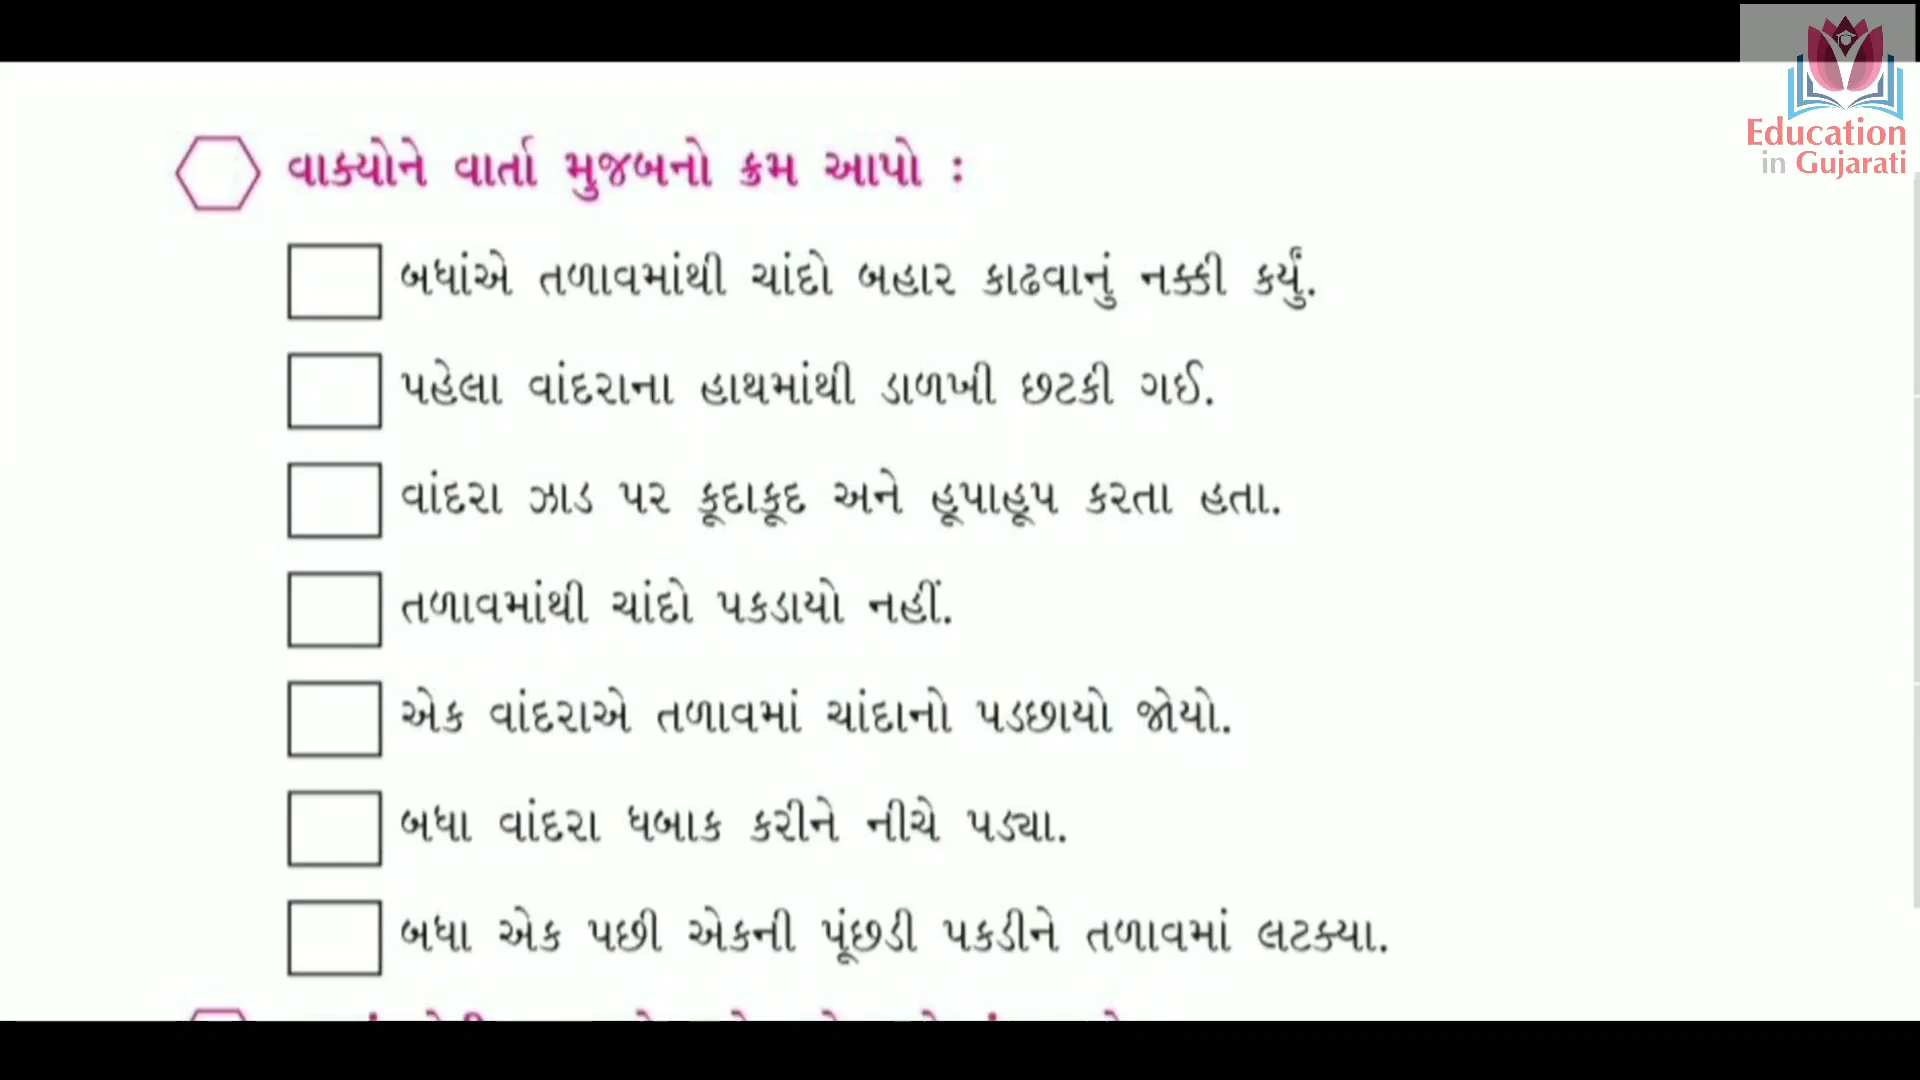 Education
in Gujarati
વાક્યોને વાર્તા મુજબનો ક્રમ આપો :
બધાંએ તળાવમાંથી ચાંદો બહાર કાઢવાનું નક્કી કર્યું.
પહેલા વાંદરાના હાથમાંથી ડાળખી છટકી ગઈ.
વાંદરા ઝાડ પર કૂદાકૂદ અને હૂપાહૂપ કરતા હતા.
તળાવમાંથી ચાંદો પકડાયો નહીં.
એક વાંદરાએ તળાવમાં ચાંદાનો પડછાયો જોયો.
બધા વાંદરા ધબાક કરીને નીચે પડ્યા.
બધા એક પછી એકની પૂંછડી પકડીને તળાવમાં લટક્યા.